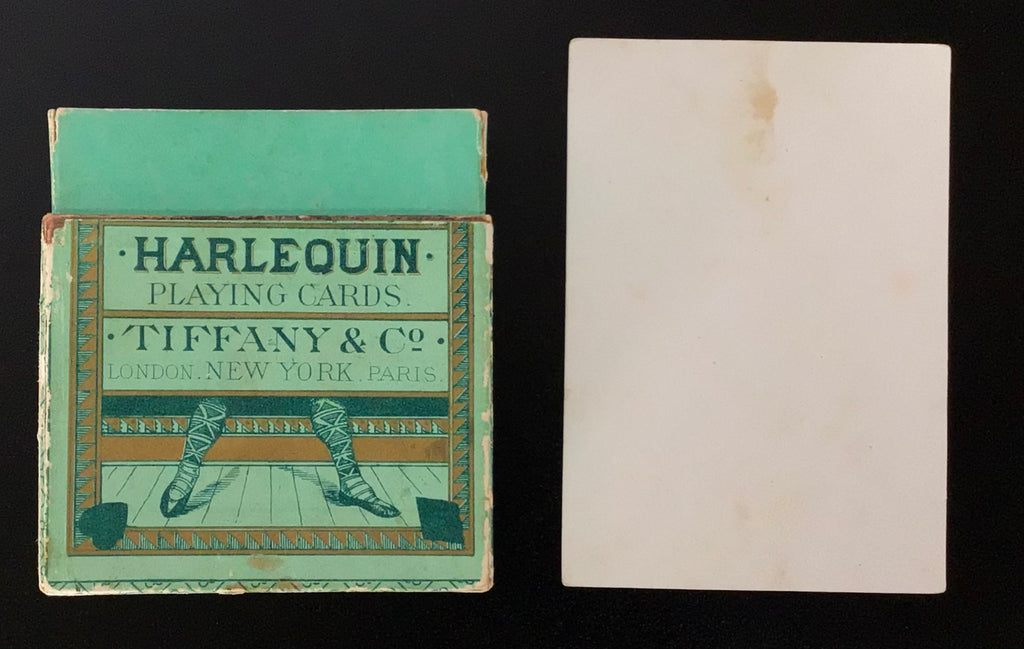 ·HARLEQUIN·
PLAYING CARDS.
·TIFFANY & Cº·
LONDON. NEW YORK. PARIS.